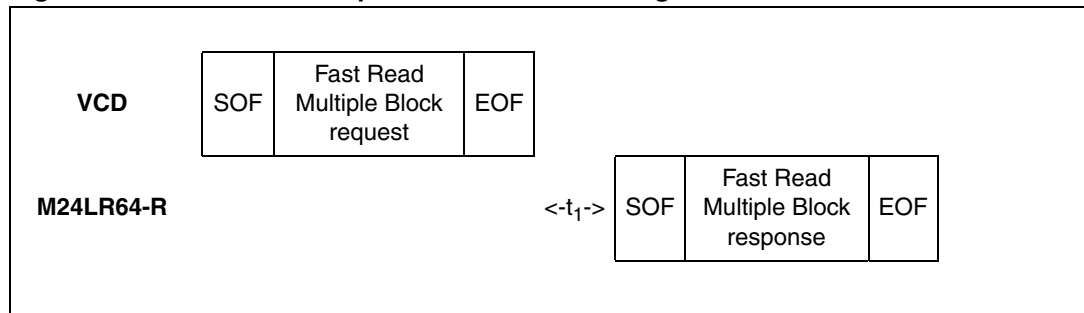 VCD
SOF
Fast Read
Multiple Block
request
EOF
M24LR64-R
<-t₁->
SOF
Fast Read
Multiple Block
response
EOF